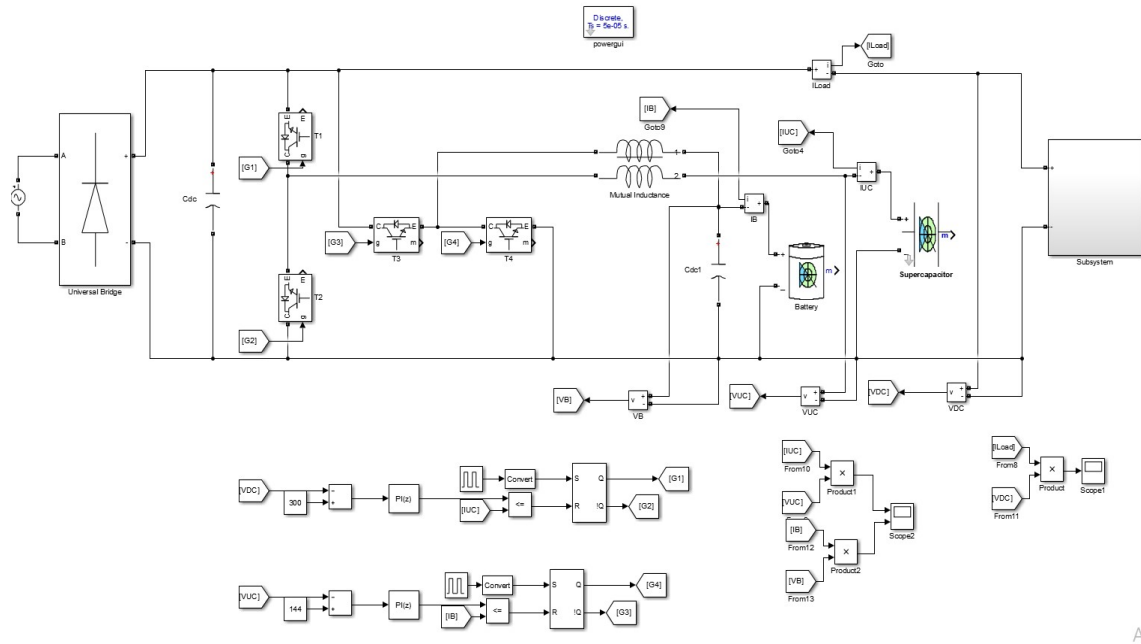 Discrete,
Ts = 5e-05 s.
powergui
[ILoad]
Goto
+
i
-
ILoad
[IB]
Goto9
[IUC]
Goto4
A
B
+
-
Universal Bridge
Cdc
E
m
C
g
T1
[G1]
1
2
Mutual Inductance
i
+
-
IUC
i
+
-
IB
+
m
Supercapacitor
+
-
Subsystem
[G3]
C
E
g
m
T3
[G4]
C
E
g
m
T4
Cdc1
+
m
Battery
E
m
C
g
T2
[G2]
[VB]
v
+
-
VB
[VUC]
v
+
-
VUC
[VDC]
v
+
-
VDC
[VDC]
300
-
+
PI(z)
Convert
[IUC]
<=
S
Q
R
!Q
[G1]
[G2]
[IUC]
From10
[VUC]
×
Product1
[IB]
From12
[VB]
From13
×
Product2
Scope2
[ILoad]
From8
[VDC]
From11
×
Product
Scope1
[VUC]
144
-
+
PI(z)
Convert
[IB]
<=
S
Q
R
!Q
[G4]
[G3]